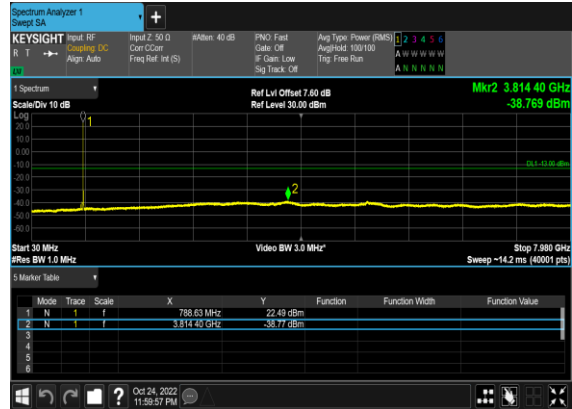 Spectrum Analyzer 1
Swept SA
+
KEYSIGHT Input: RF Input Z: 50 Ω #Atten: 40 dB PNO: Fast Avg Type: Power (RMS) 1 2 3 4 5 6
R T Coupling: DC Corr CCorr Gate: Off Avg|Hold: 100/100 A W W W W W
Align: Auto Freq Ref: Int (S) IF Gain: Low Trig: Free Run
Sig Track: Off A N N N N N
1 Spectrum Ref Lvl Offset 7.60 dB Mkr2 3.814 40 GHz
Scale/Div 10 dB Ref Level 30.00 dBm -38.769 dBm
Log
20.0
10.0
0.00
-10.0
-20.0
-30.0
-40.0
-50.0
-60.0
1
2
DL1 -13.00 dBm
Start 30 MHz Video BW 3.0 MHz* Stop 7.980 GHz
#Res BW 1.0 MHz Sweep ~14.2 ms (40001 pts)
5 Marker Table
Mode Trace Scale X Y Function Function Width Function Value
1 N 1 f 788.63 MHz 22.49 dBm
2 N 1 f 3.814 40 GHz -38.77 dBm
3
4
5
6
? Oct 24, 2022
11:59:57 PM